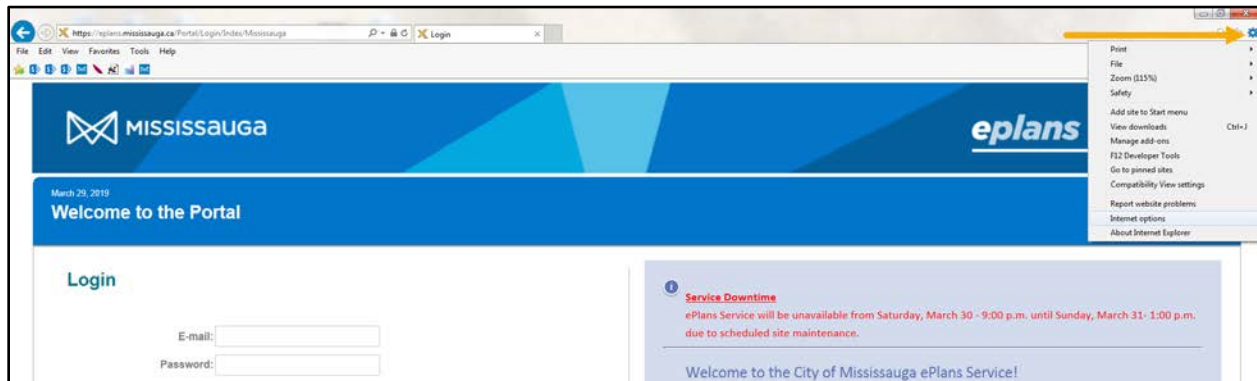 https://eplans.mississauga.ca/Portal/Login/Index/Mississauga
Login
File Edit View Favorites Tools Help
Print
File
Zoom (115%)
Safety
Add site to Start menu
View downloads Ctrl+J
Manage add-ons
F12 Developer Tools
Go to pinned sites
Compatibility View settings
Report website problems
Internet options
About Internet Explorer
MISSISSAUGA
eplans
March 29, 2019
Welcome to the Portal
Login
E-mail:
Password:
Service Downtime
ePlans Service will be unavailable from Saturday, March 30 - 9:00 p.m. until Sunday, March 31- 1:00 p.m.
due to scheduled site maintenance.
Welcome to the City of Mississauga ePlans Service!